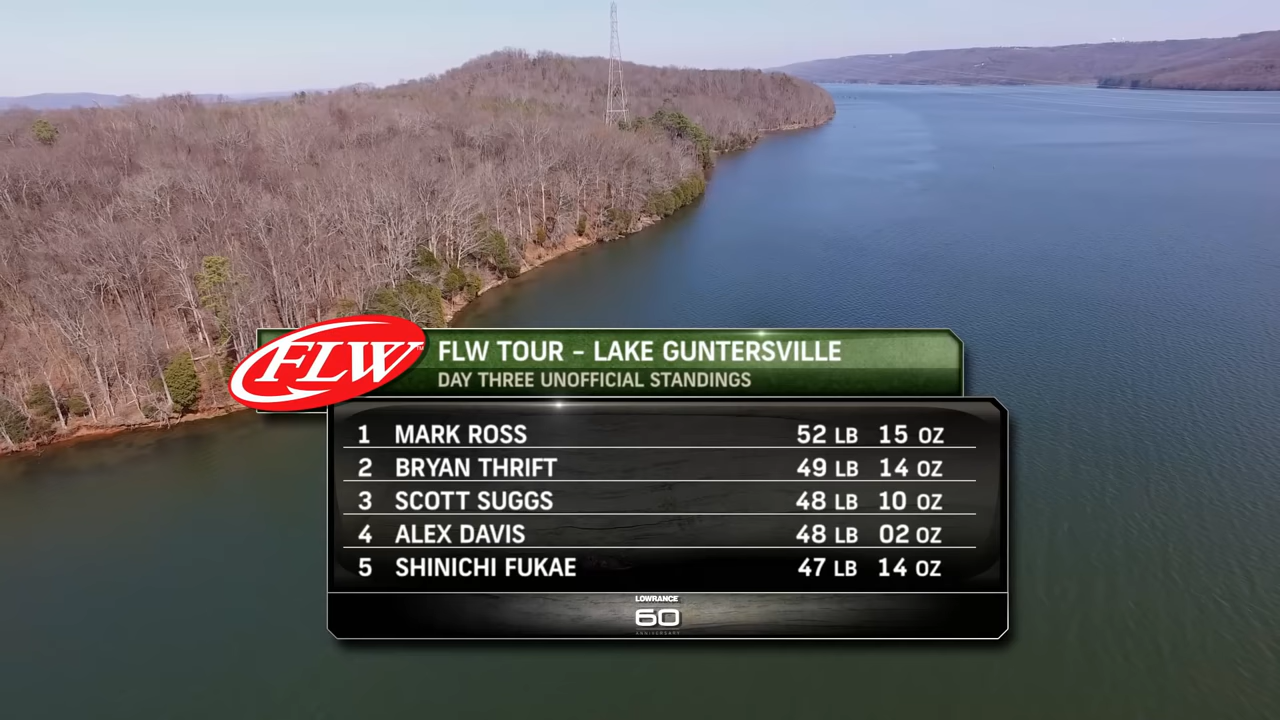 FLW
FLW TOUR - LAKE GUNTERSVILLE
DAY THREE UNOFFICIAL STANDINGS
1 MARK ROSS 52 LB 15 OZ
2 BRYAN THRIFT 49 LB 14 OZ
3 SCOTT SUGGS 48 LB 10 OZ
4 ALEX DAVIS 48 LB 02 OZ
5 SHINICHI FUKAE 47 LB 14 OZ
LOWRANCE
60
ANNIVERSARY